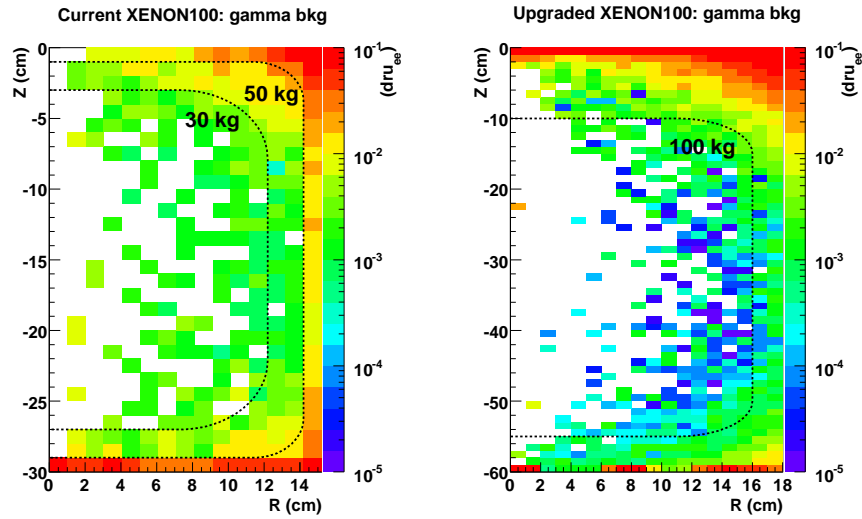 Current XENON100: gamma bkg
Z (cm)
0
-5
-10
-15
-20
-25
-30
0 2 4 6 8 10 12 14
R (cm)
50 kg
30 kg
10^-1
10^-2
10^-3
10^-4
10^-5
(dru_ee)
Upgraded XENON100: gamma bkg
Z (cm)
0
-10
-20
-30
-40
-50
-60
0 2 4 6 8 10 12 14 16 18
R (cm)
100 kg
10^-1
10^-2
10^-3
10^-4
10^-5
(dru_ee)